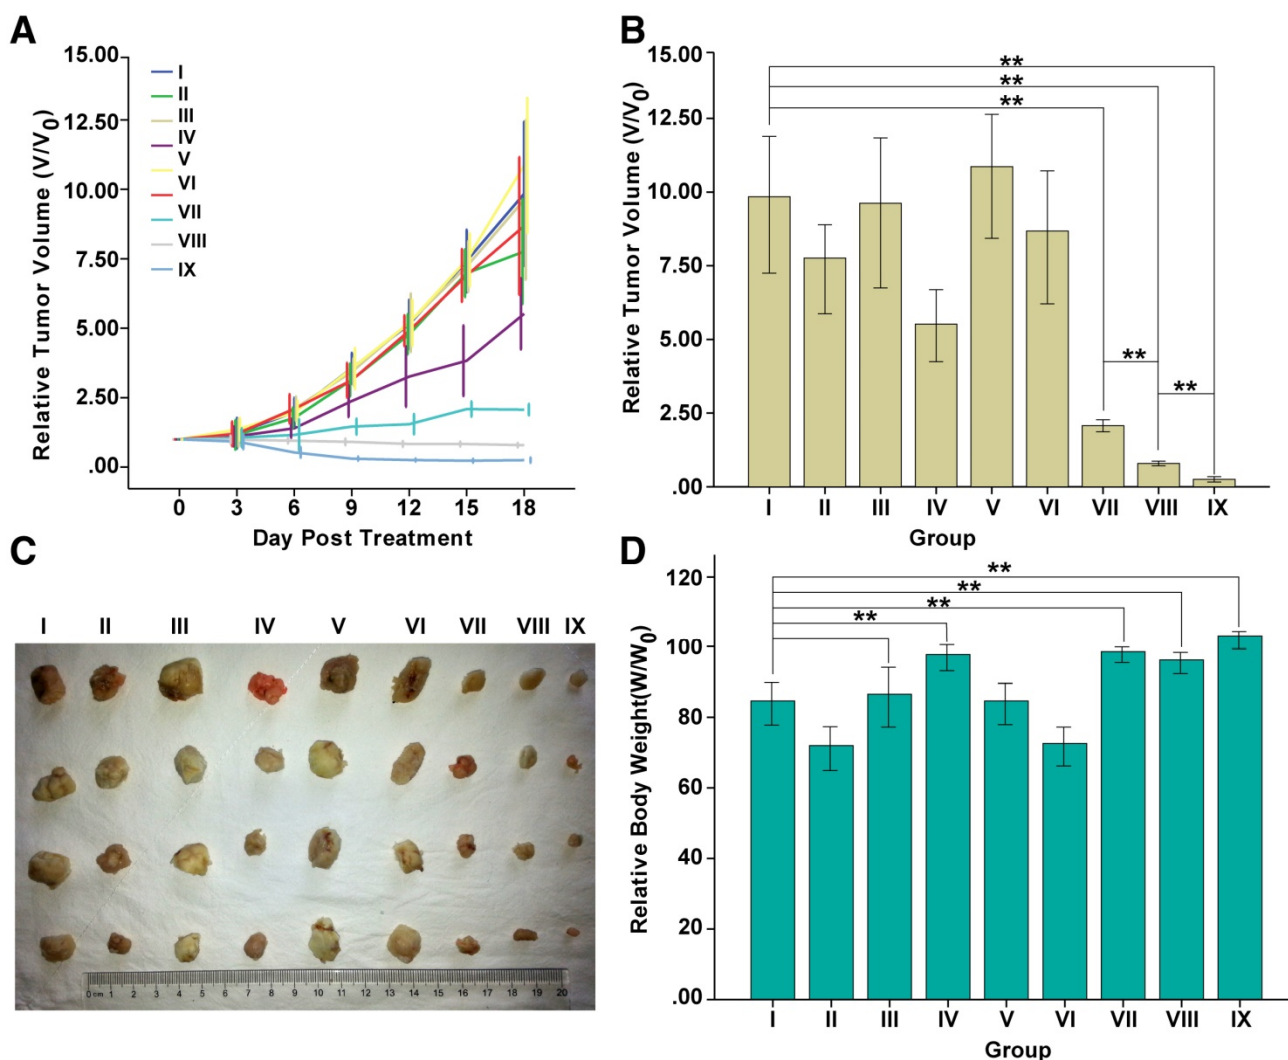 A
Relative Tumor Volume (V/V0)
15.00
12.50
10.00
7.50
5.00
2.50
.00
I
II
III
IV
V
VI
VII
VIII
IX
0 3 6 9 12 15 18
Day Post Treatment
B
Relative Tumor Volume (V/V0)
15.00
12.50
10.00
7.50
5.00
2.50
.00
**
**
**
**
**
I II III IV V VI VII VIII IX
Group
C
I II III IV V VI VII VIII IX
0 cm 1 2 3 4 5 6 7 8 9 10 11 12 13 14 15 16 17 18 19 20
D
Relative Body Weight(W/W0)
120
100
80
60
40
20
.00
**
**
**
**
I II III IV V VI VII VIII IX
Group